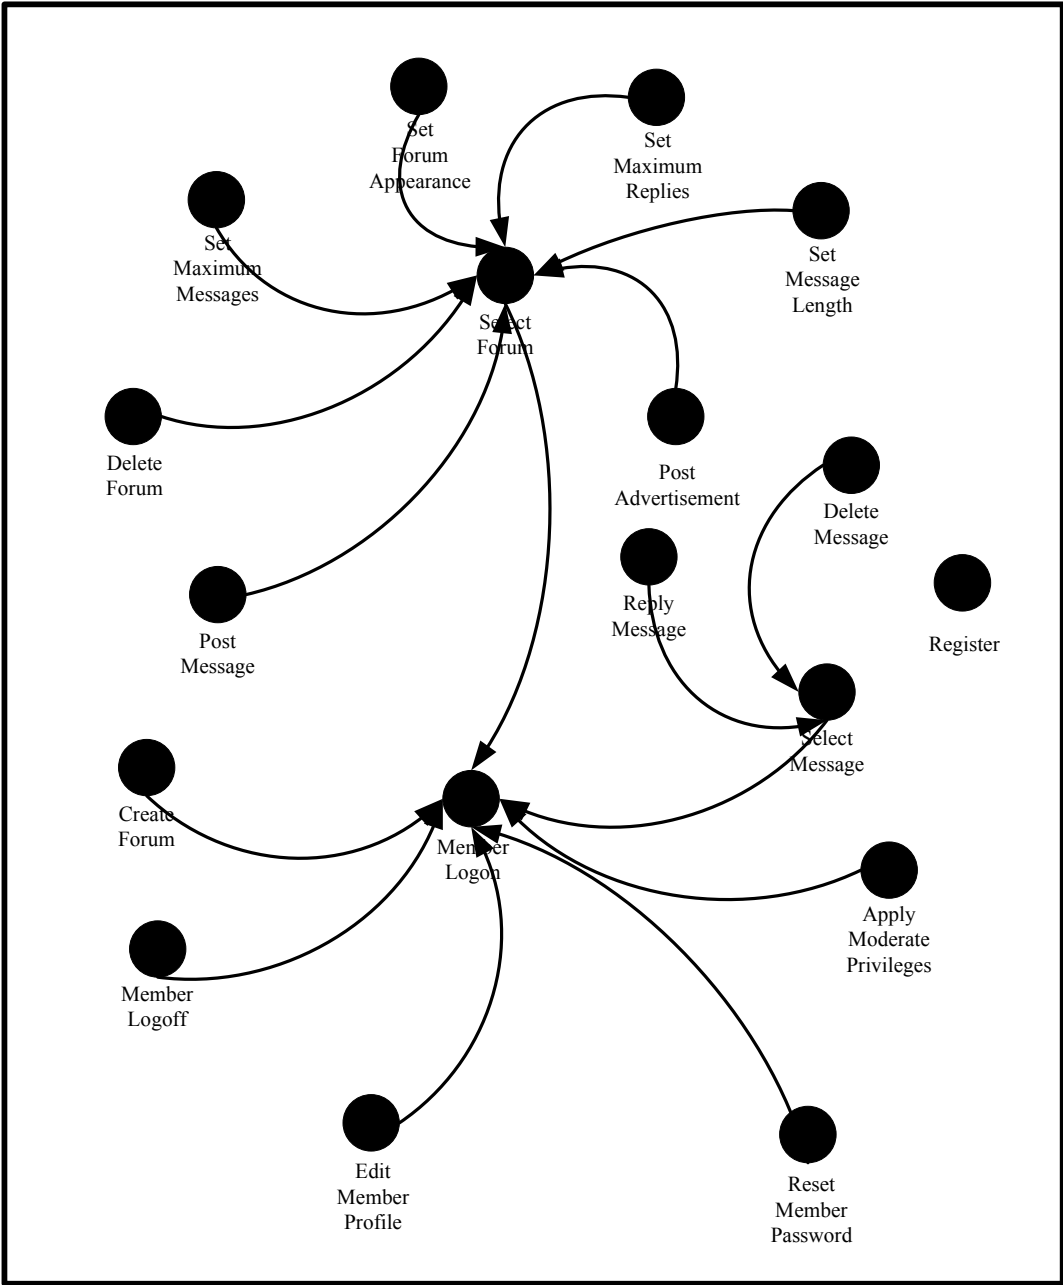 Set
Forum
Appearance
Set
Maximum
Replies
Set
Maximum
Messages
Set
Message
Length
Select
Forum
Delete
Forum
Post
Advertisement
Delete
Message
Reply
Message
Post
Message
Register
Select
Message
Create
Forum
Member
Logon
Apply
Moderate
Privileges
Member
Logoff
Edit
Member
Profile
Reset
Member
Password